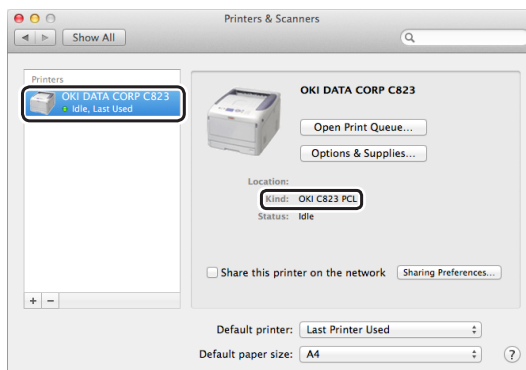 Printers & Scanners
Show All
Printers
OKI DATA CORP C823
Idle, Last Used
OKI DATA CORP C823
Open Print Queue...
Options & Supplies...
Location:
Kind: OKI C823 PCL
Status: Idle
Share this printer on the network Sharing Preferences...
+ −
Default printer: Last Printer Used
Default paper size: A4 ?